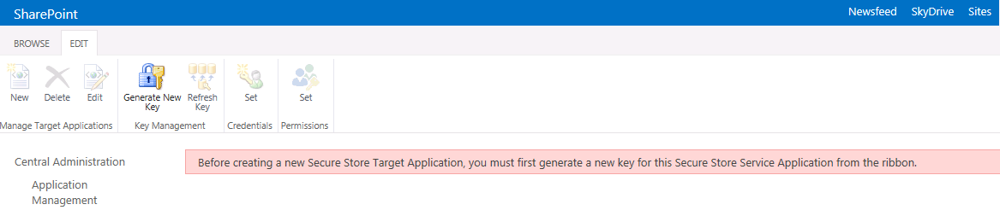 SharePoint
Newsfeed SkyDrive Sites
BROWSE EDIT
New Delete Edit Generate New Key Refresh Key Set Set
Manage Target Applications Key Management Credentials Permissions
Central Administration
Before creating a new Secure Store Target Application, you must first generate a new key for this Secure Store Service Application from the ribbon.
Application
Management